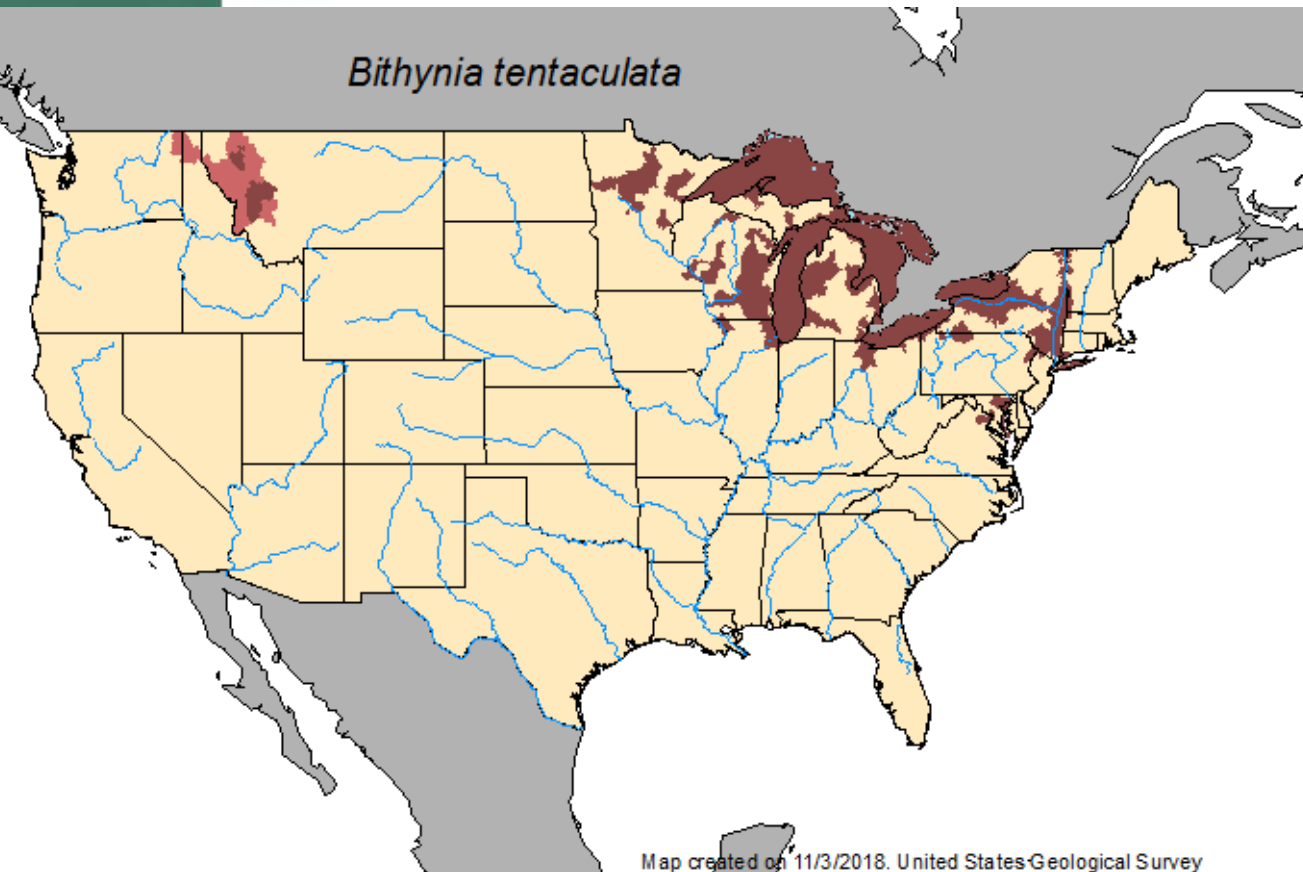 Bithynia tentaculata
Map created on 11/3/2018. United States Geological Survey